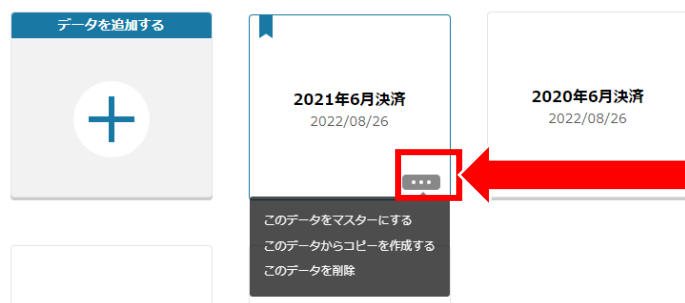 データを追加する
2021年6月決済
2022/08/26
2020年6月決済
2022/08/26
このデータをマスターにする
このデータからコピーを作成する
このデータを削除